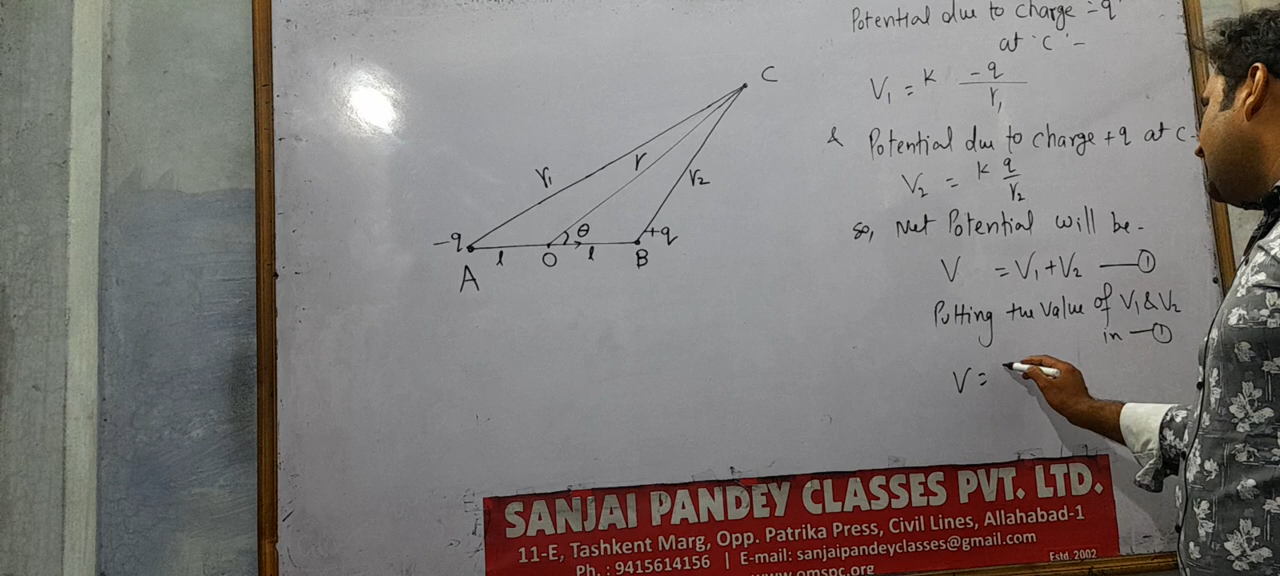 Potential due to charge -q
at 'C' -
V₁ = K -q/r₁
& Potential due to charge +q at C-
V₂ = K q/r₂
so, Net Potential will be-
V = V₁+V₂ —①
Putting the value of V₁ & V₂
in —①
V =
C
r₁
r
r₂
θ
-q
+q
A
l
O
l
B
SANJAI PANDEY CLASSES PVT. LTD.
11-E, Tashkent Marg, Opp. Patrika Press, Civil Lines, Allahabad-1
Ph. : 9415614156 | E-mail: sanjaipandeyclasses@gmail.com
www.omspc.org
Estd. 2002